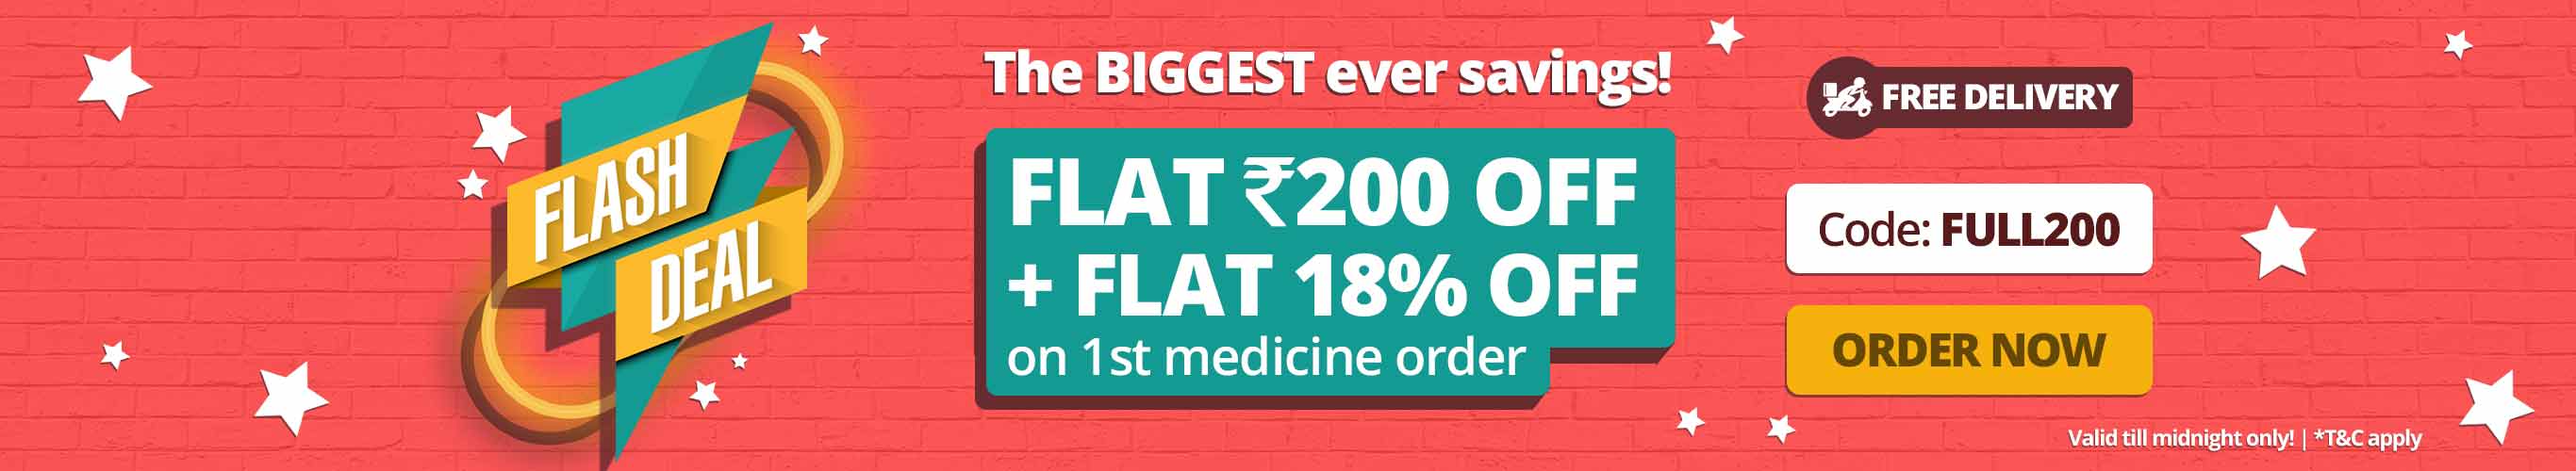 FLASH
DEAL
The BIGGEST ever savings!
FLAT ₹200 OFF
+ FLAT 18% OFF
on 1st medicine order
FREE DELIVERY
Code: FULL200
ORDER NOW
Valid till midnight only! | *T&C apply